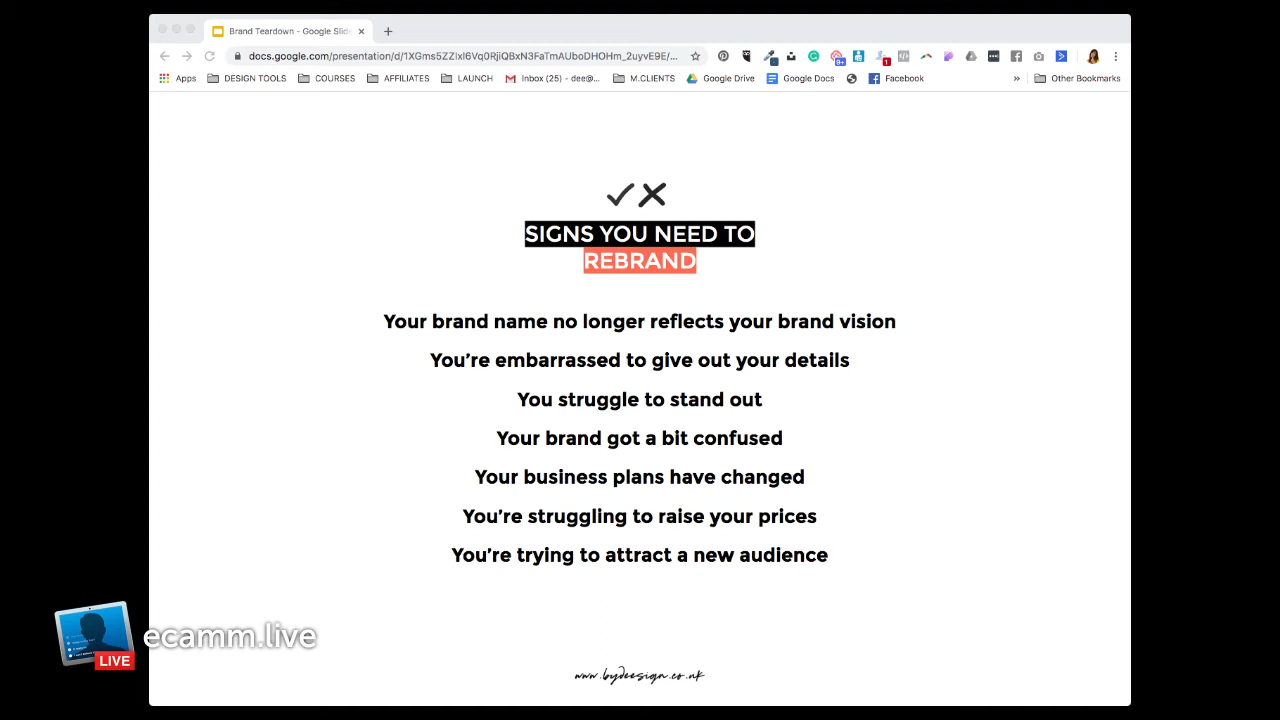 Brand Teardown - Google Slide
docs.google.com/presentation/d/1XGms5ZZlxl6Vq0RjiQBxN3FaTmAUboDHOHm_2uyvE9E/...
9+
1
Apps
DESIGN TOOLS
COURSES
AFFILIATES
LAUNCH
Inbox (25) - dee@...
M.CLIENTS
Google Drive
Google Docs
Facebook
»
Other Bookmarks
SIGNS YOU NEED TO
REBRAND
Your brand name no longer reflects your brand vision
You’re embarrassed to give out your details
You struggle to stand out
Your brand got a bit confused
Your business plans have changed
You’re struggling to raise your prices
You’re trying to attract a new audience
LIVE
ecamm.live
www.bydeesign.co.uk